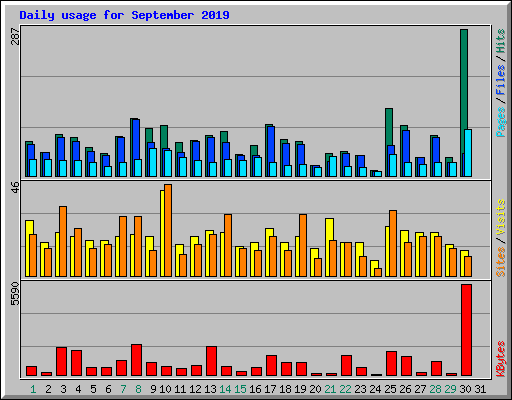 Daily usage for September 2019
287
Pages / Files / Hits
46
Sites / Visits
5590
KBytes
1 2 3 4 5 6 7 8 9 10 11 12 13 14 15 16 17 18 19 20 21 22 23 24 25 26 27 28 29 30 31